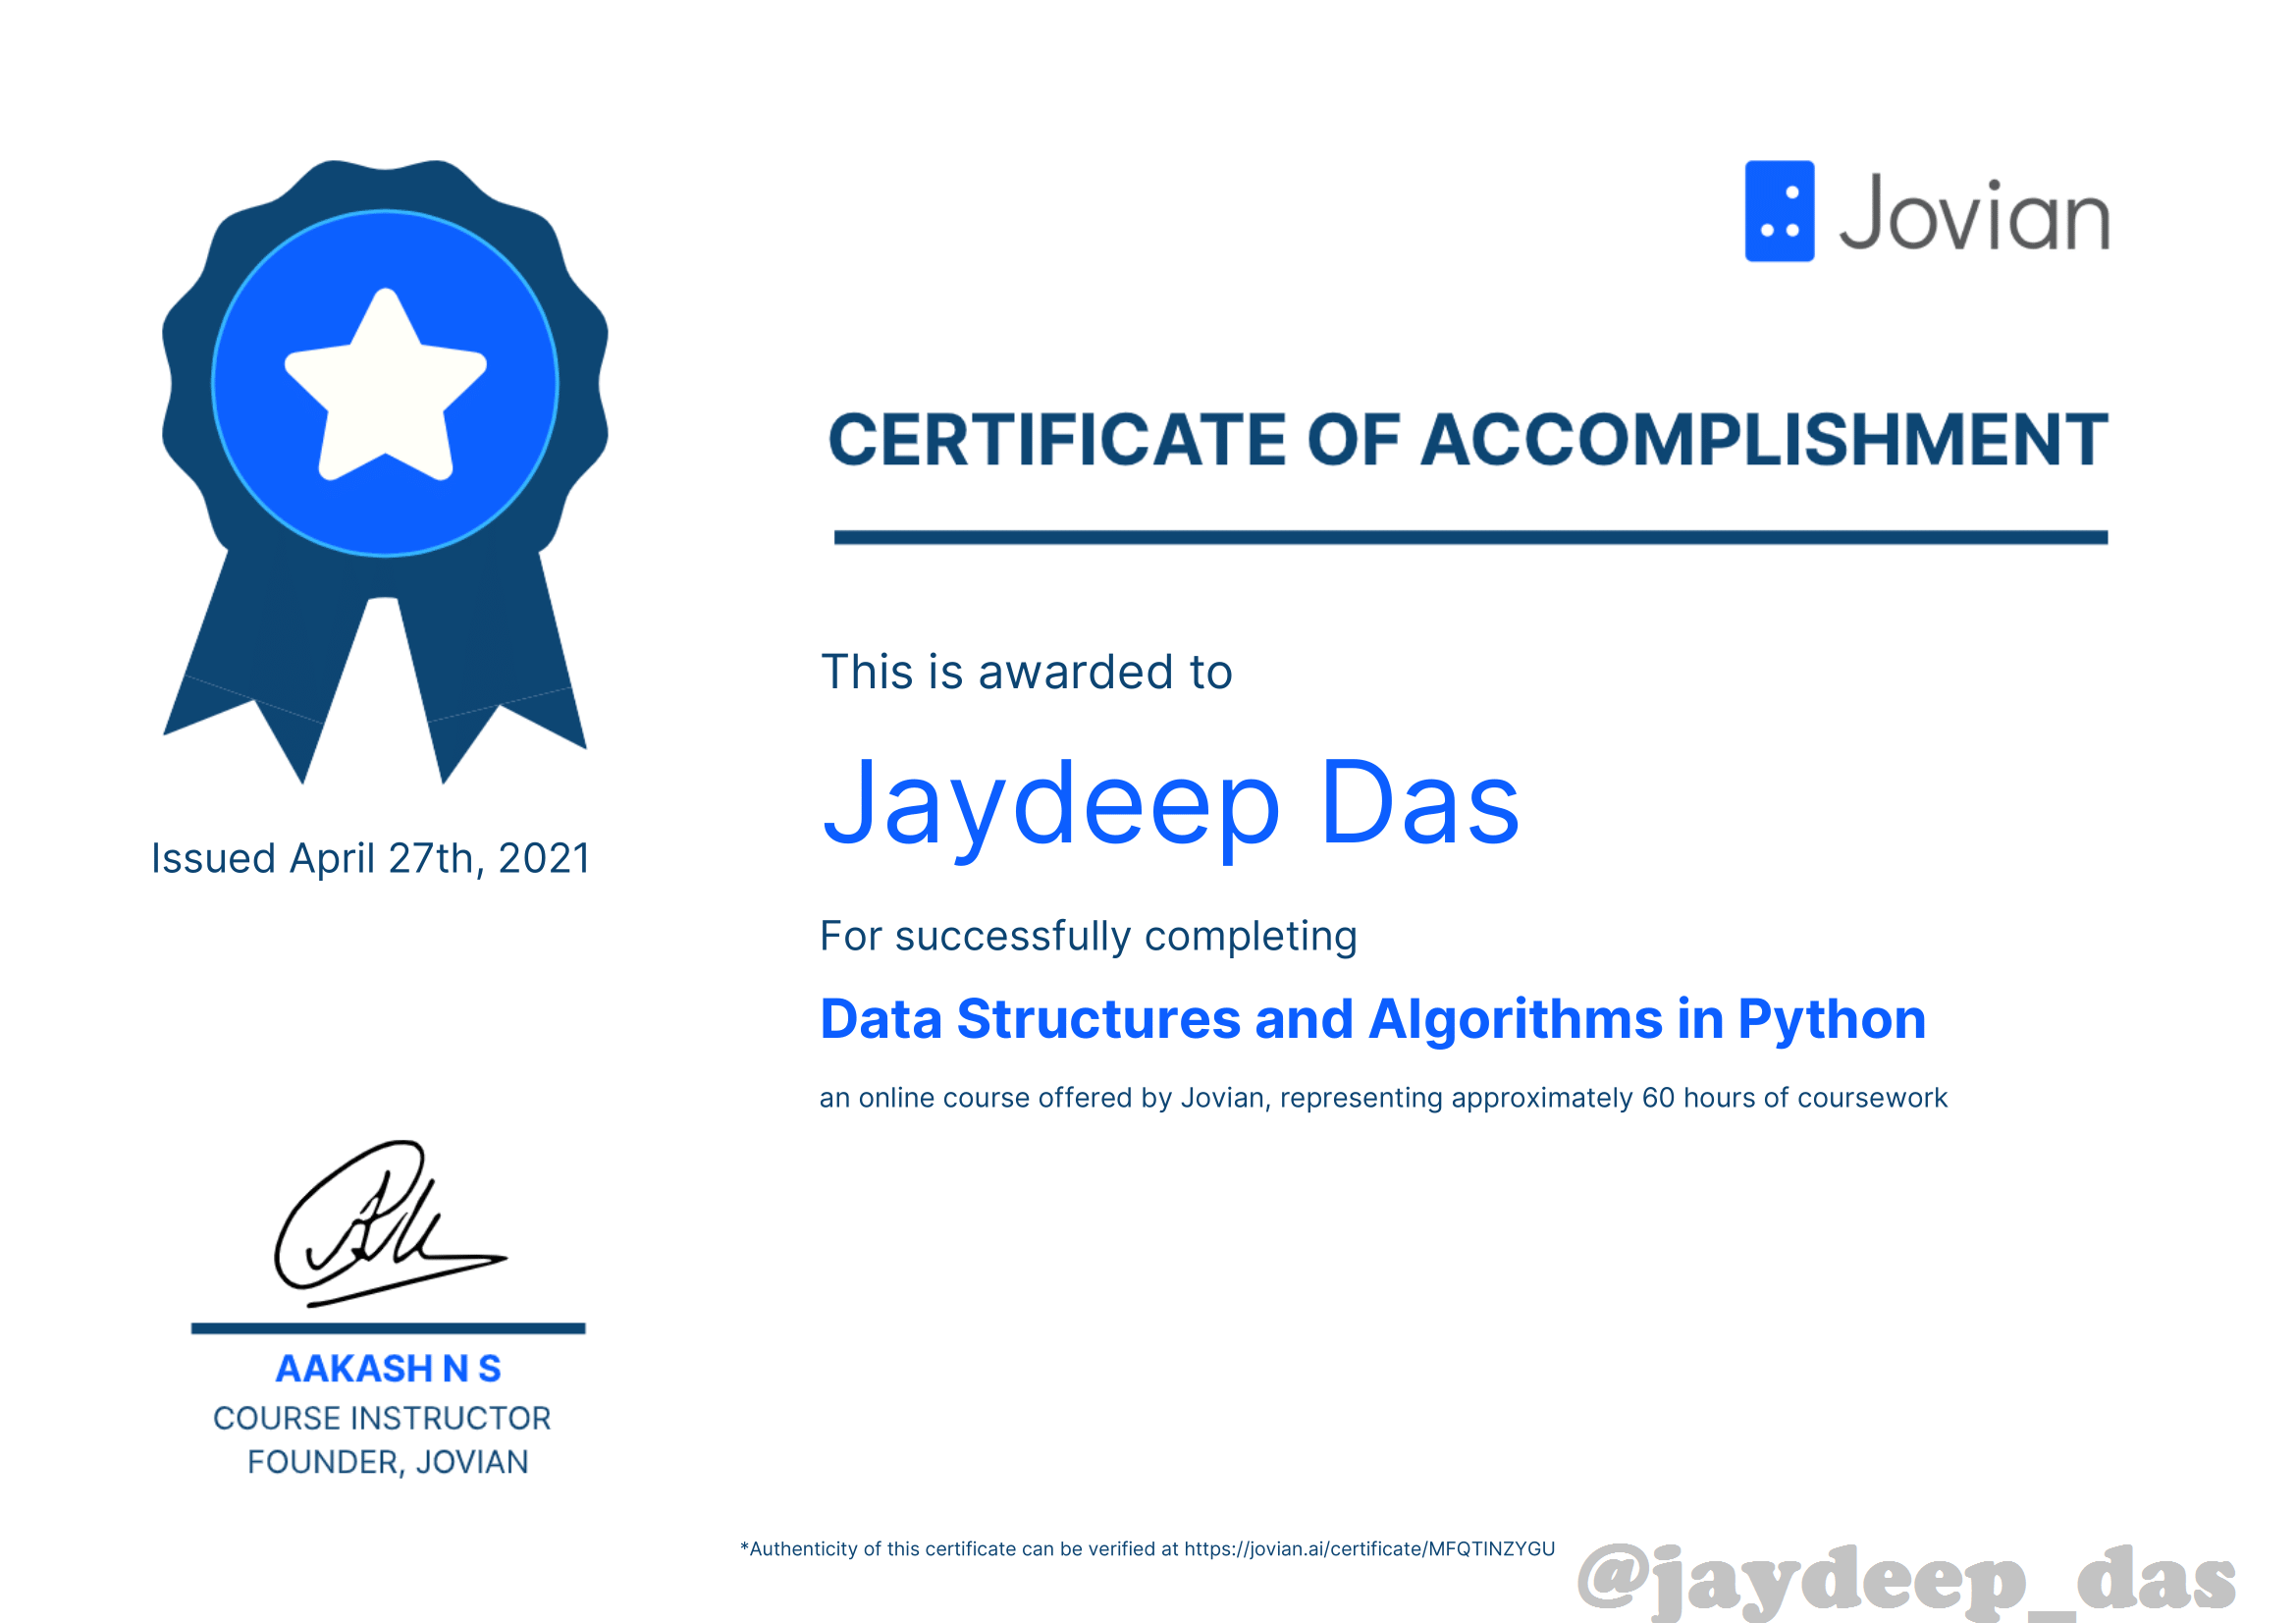 Jovian
CERTIFICATE OF ACCOMPLISHMENT
This is awarded to
Jaydeep Das
Issued April 27th, 2021
For successfully completing
Data Structures and Algorithms in Python
an online course offered by Jovian, representing approximately 60 hours of coursework
AAKASH N S
COURSE INSTRUCTOR
FOUNDER, JOVIAN
*Authenticity of this certificate can be verified at https://jovian.ai/certificate/MFQTINZYGU
@jaydeep_das